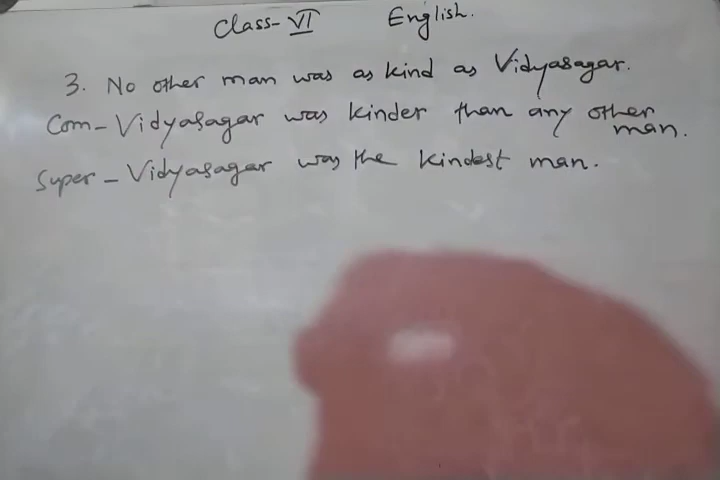 Class-VI English.
3. No other man was as kind as Vidyasagar.
Com-Vidyasagar was kinder than any other
man.
Super-Vidyasagar was the kindest man.